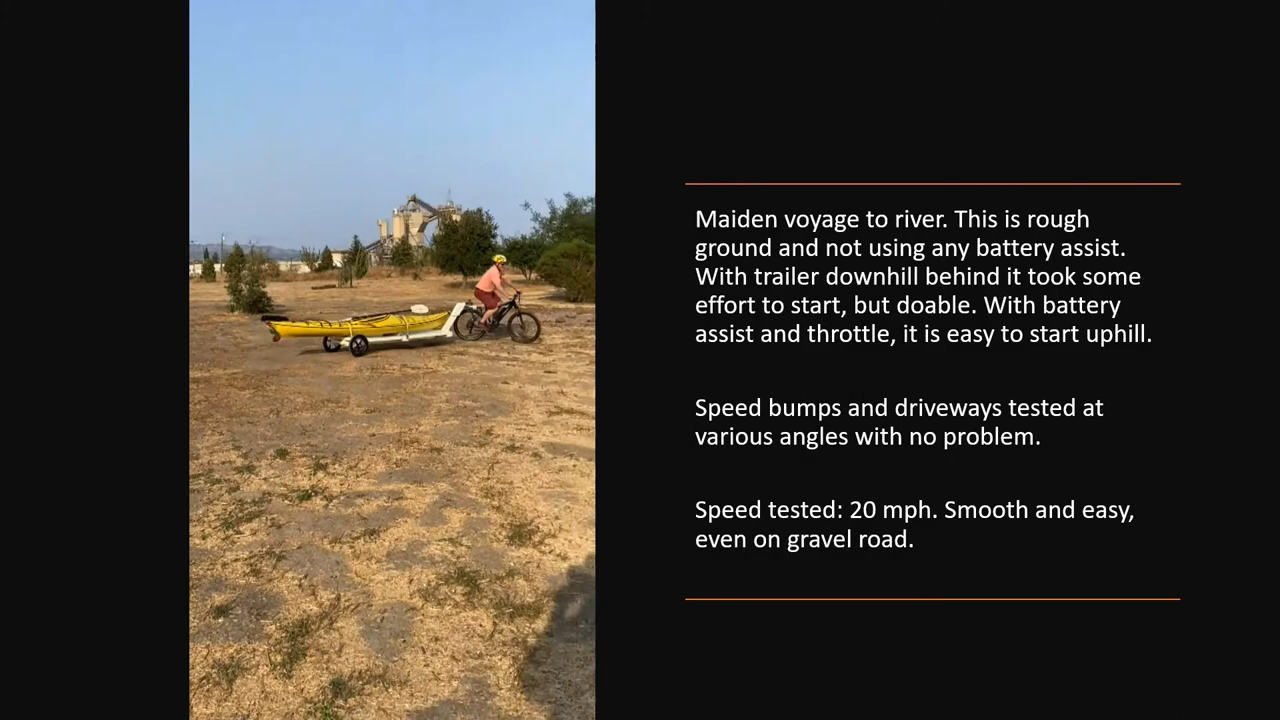 Maiden voyage to river. This is rough
ground and not using any battery assist.
With trailer downhill behind it took some
effort to start, but doable. With battery
assist and throttle, it is easy to start uphill.
Speed bumps and driveways tested at
various angles with no problem.
Speed tested: 20 mph. Smooth and easy,
even on gravel road.